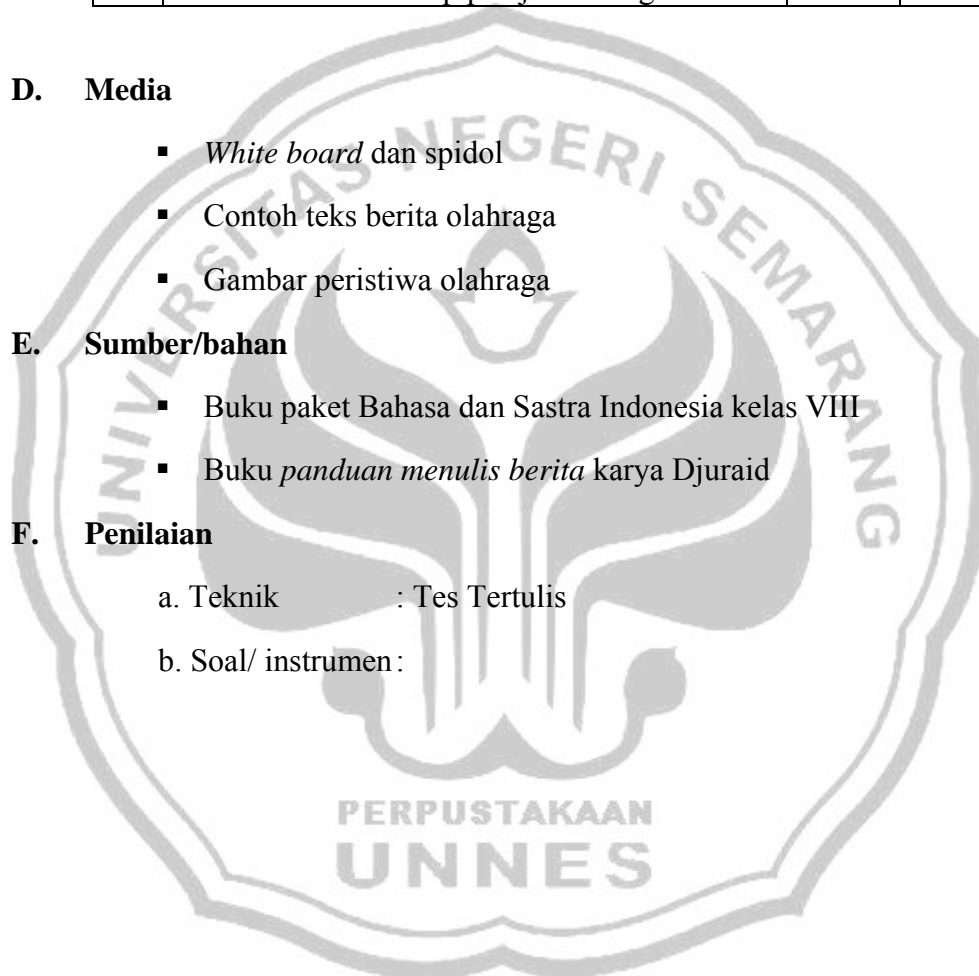 D. Media
▪ White board dan spidol
▪ Contoh teks berita olahraga
▪ Gambar peristiwa olahraga
E. Sumber/bahan
▪ Buku paket Bahasa dan Sastra Indonesia kelas VIII
▪ Buku panduan menulis berita karya Djuraid
F. Penilaian
a. Teknik : Tes Tertulis
b. Soal/ instrumen :
UNIVERSITAS NEGERI SEMARANG
PERPUSTAKAAN
UNNES